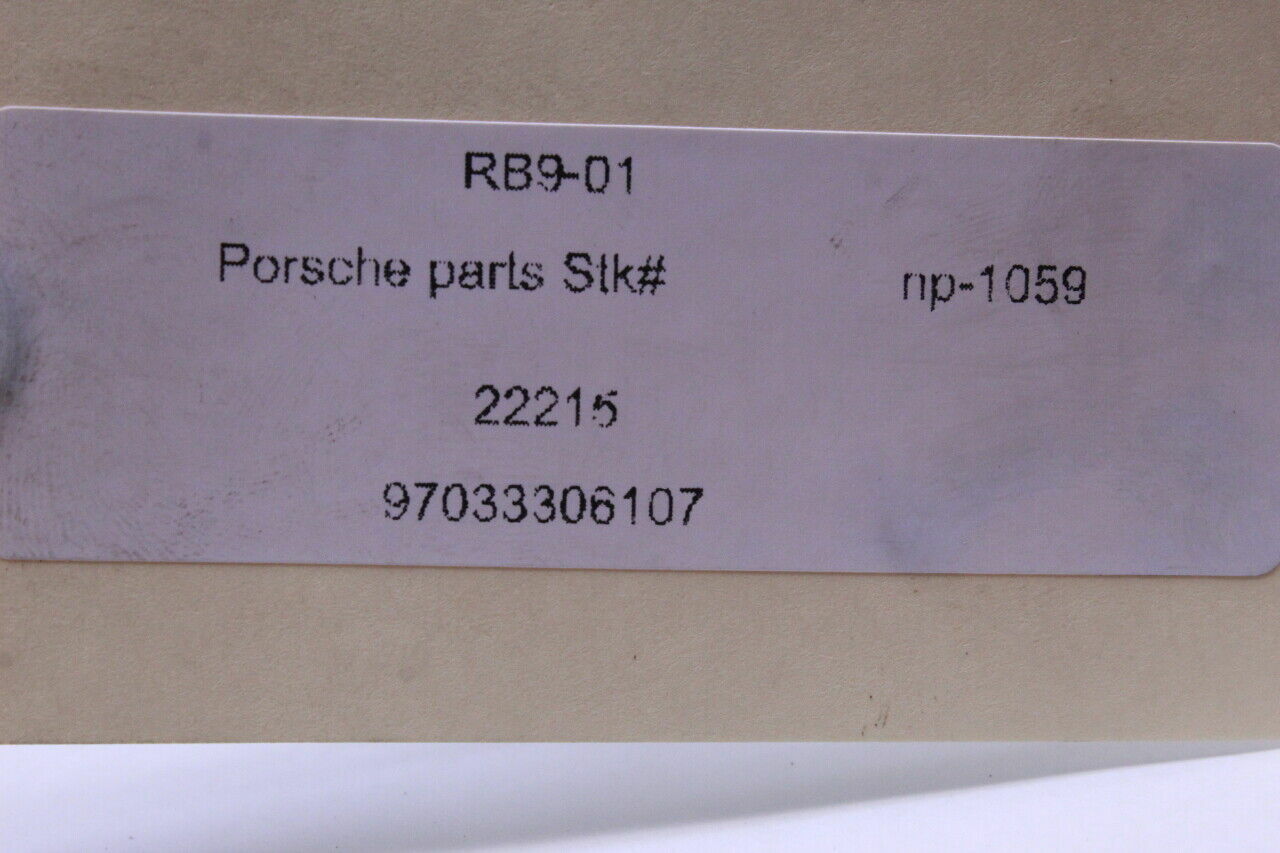 RB9-01
Porsche parts Stk# np-1059
22215
97033306107